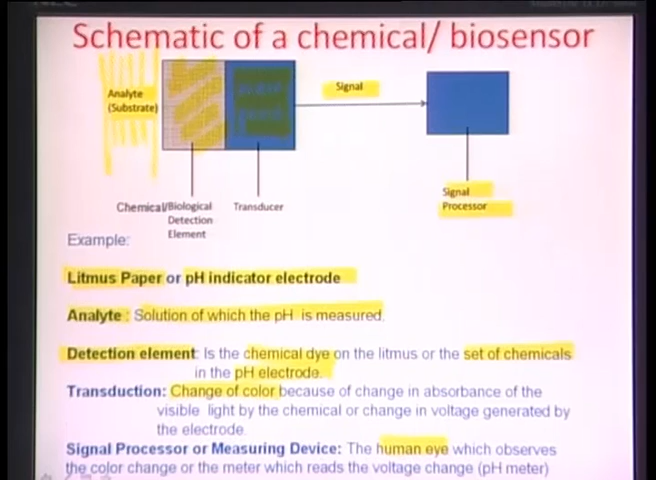 Schematic of a chemical/ biosensor
Analyte
(Substrate)
Signal
Chemical/Biological
Detection
Element
Transducer
Signal
Processor
Example:
Litmus Paper or pH indicator electrode
Analyte : Solution of which the pH is measured.
Detection element: Is the chemical dye on the litmus or the set of chemicals
in the pH electrode.
Transduction: Change of color because of change in absorbance of the
visible light by the chemical or change in voltage generated by
the electrode.
Signal Processor or Measuring Device: The human eye which observes
the color change or the meter which reads the voltage change (pH meter)